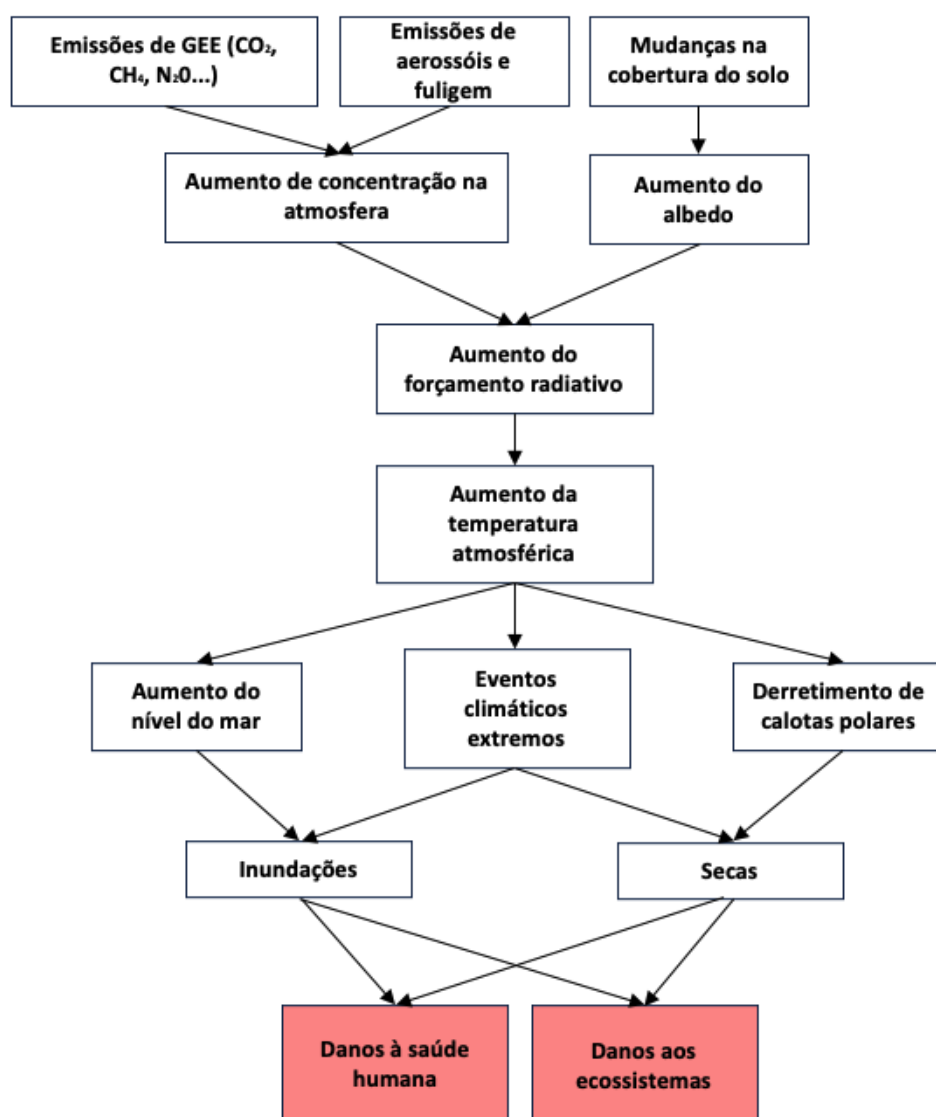 Emissões de GEE (CO₂,
CH₄, N₂0...)
Emissões de
aerossóis e
fuligem
Mudanças na
cobertura do solo
Aumento de concentração na
atmosfera
Aumento do
albedo
Aumento do
forçamento radiativo
Aumento da
temperatura
atmosférica
Aumento do
nível do mar
Eventos
climáticos
extremos
Derretimento de
calotas polares
Inundações
Secas
Danos à saúde
humana
Danos aos
ecossistemas